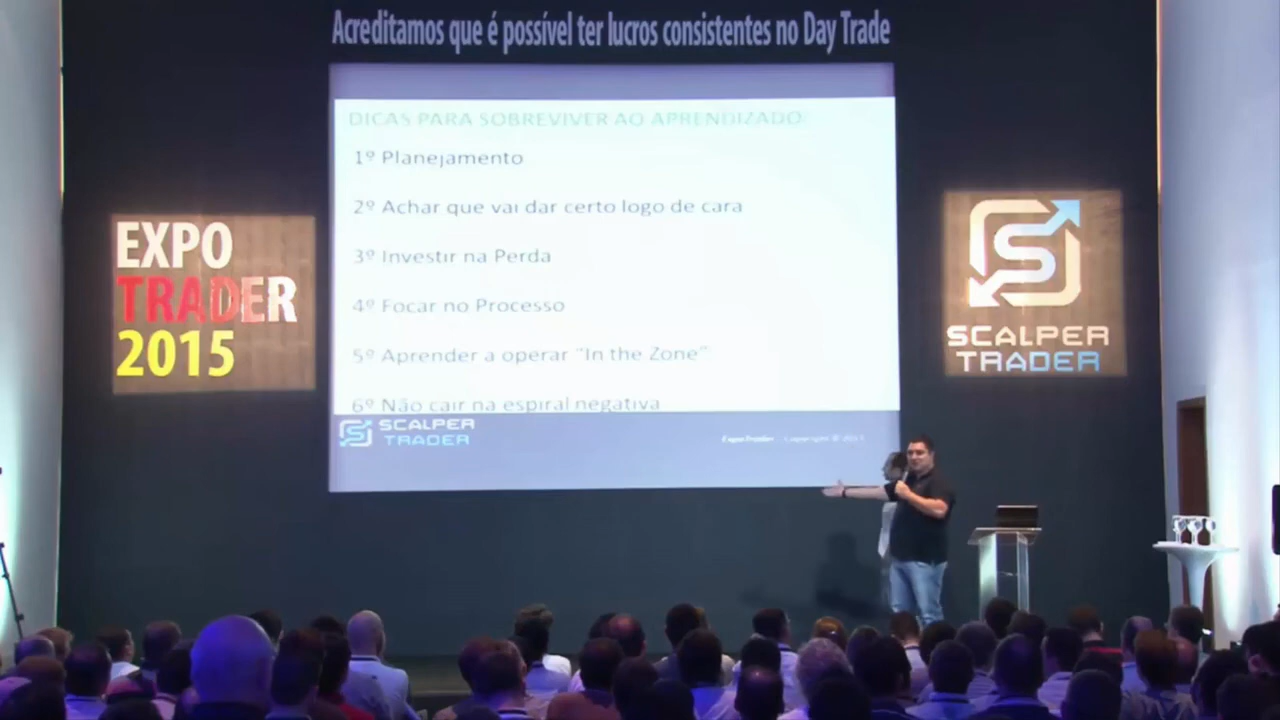 Acreditamos que é possível ter lucros consistentes no Day Trade
DICAS PARA SOBREVIVER AO APRENDIZADO
1º Planejamento
2º Achar que vai dar certo logo de cara
3º Investir na Perda
4º Focar no Processo
5º Aprender a operar "In the Zone"
6º Não cair na espiral negativa
SCALPER
TRADER
ExpoTrader - Copyright ©
EXPO
TRADER
2015
S
SCALPER
TRADER